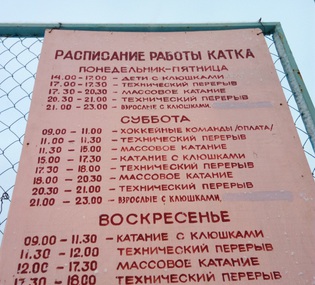 РАСПИСАНИЕ РАБОТЫ КАТКА
ПОНЕДЕЛЬНИК-ПЯТНИЦА
14.00 - 17.00 - ДЕТИ С КЛЮШКАМИ
17.00 - 17.30 - ТЕХНИЧЕСКИЙ ПЕРЕРЫВ
17.30 - 20.30 - МАССОВОЕ КАТАНИЕ
20.30 - 21.00 - ТЕХНИЧЕСКИЙ ПЕРЕРЫВ
21.00 - 23.00 - ВЗРОСЛЫЕ С КЛЮШКАМИ
СУББОТА
09.00 - 11.00 - ХОККЕЙНЫЕ КОМАНДЫ /ОПЛАТА/
11.00 - 11.30 - ТЕХНИЧЕСКИЙ ПЕРЕРЫВ
11.30 - 15.00 - МАССОВОЕ КАТАНИЕ
15.00 - 17.30 - КАТАНИЕ С КЛЮШКАМИ
17.30 - 18.00 - ТЕХНИЧЕСКИЙ ПЕРЕРЫВ
18.00 - 20.30 - МАССОВОЕ КАТАНИЕ
20.30 - 21.00 - ТЕХНИЧЕСКИЙ ПЕРЕРЫВ
21.00 - 23.00 - ВЗРОСЛЫЕ С КЛЮШКАМИ
ВОСКРЕСЕНЬЕ
09.00 - 11.30 - КАТАНИЕ С КЛЮШКАМИ
11.30 - 12.00 - ТЕХНИЧЕСКИЙ ПЕРЕРЫВ
12.00 - 17.30 - МАССОВОЕ КАТАНИЕ
17.30 - 18.00 - ТЕХНИЧЕСКИЙ ПЕРЕРЫВ